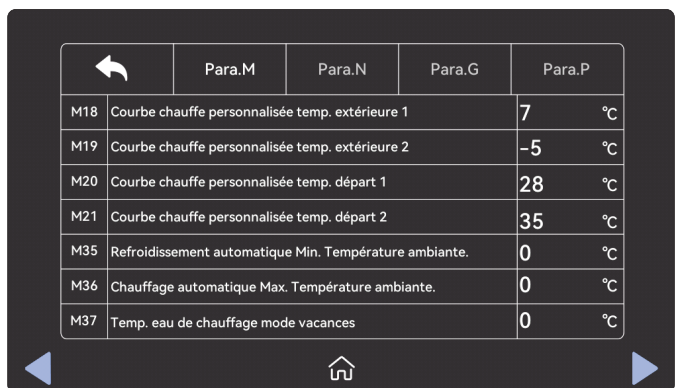 Para.M Para.N Para.G Para.P
M18 Courbe chauffe personnalisée temp. extérieure 1 7 ℃
M19 Courbe chauffe personnalisée temp. extérieure 2 -5 ℃
M20 Courbe chauffe personnalisée temp. départ 1 28 ℃
M21 Courbe chauffe personnalisée temp. départ 2 35 ℃
M35 Refroidissement automatique Min. Température ambiante. 0 ℃
M36 Chauffage automatique Max. Température ambiante. 0 ℃
M37 Temp. eau de chauffage mode vacances 0 ℃